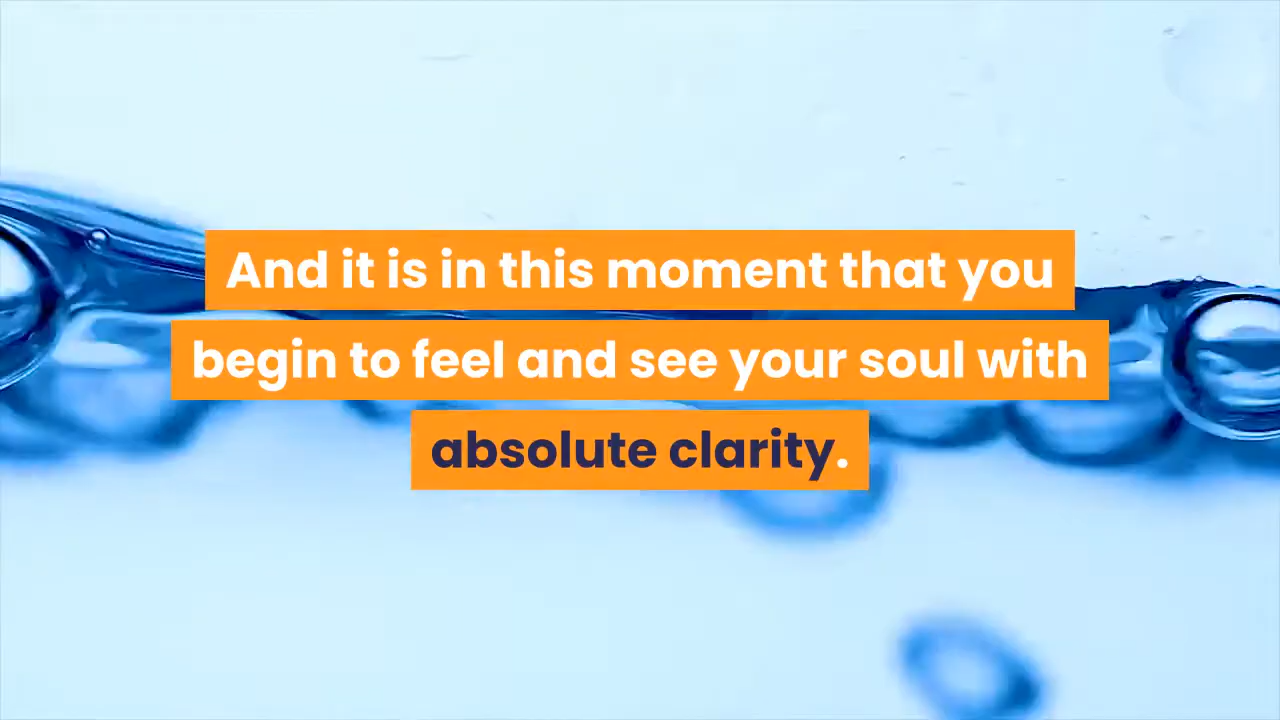 And it is in this moment that you
begin to feel and see your soul with
absolute clarity.